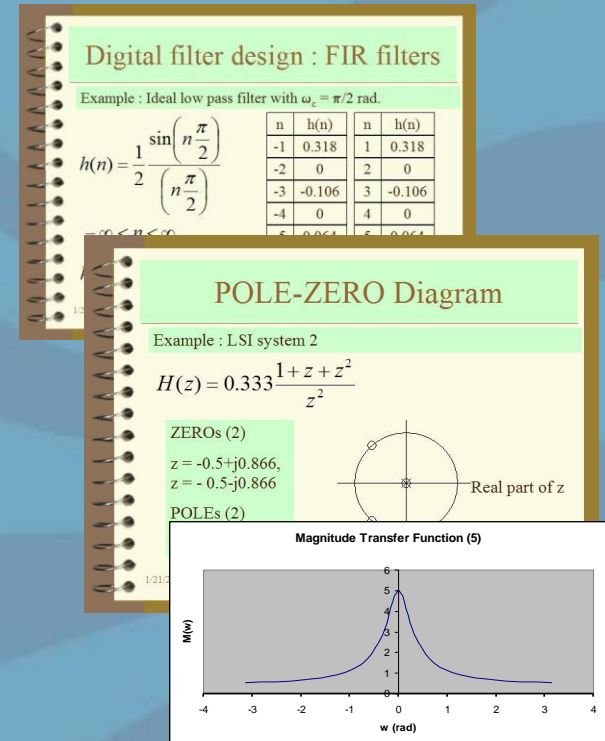 Digital filter design : FIR filters
Example : Ideal low pass filter with ω_c = π/2 rad.
h(n) = 1/2 sin(n π/2) / (n π/2)
n h(n) n h(n)
-1 0.318 1 0.318
-2 0 2 0
-3 -0.106 3 -0.106
-4 0 4 0
POLE-ZERO Diagram
Example : LSI system 2
H(z) = 0.333 (1 + z + z²) / z²
ZEROs (2)
z = -0.5+j0.866,
z = - 0.5-j0.866
POLEs (2)
Real part of z
1/21/2
Magnitude Transfer Function (5)
M(w)
6
5
4
3
2
1
0
-4 -3 -2 -1 0 1 2 3 4
w (rad)